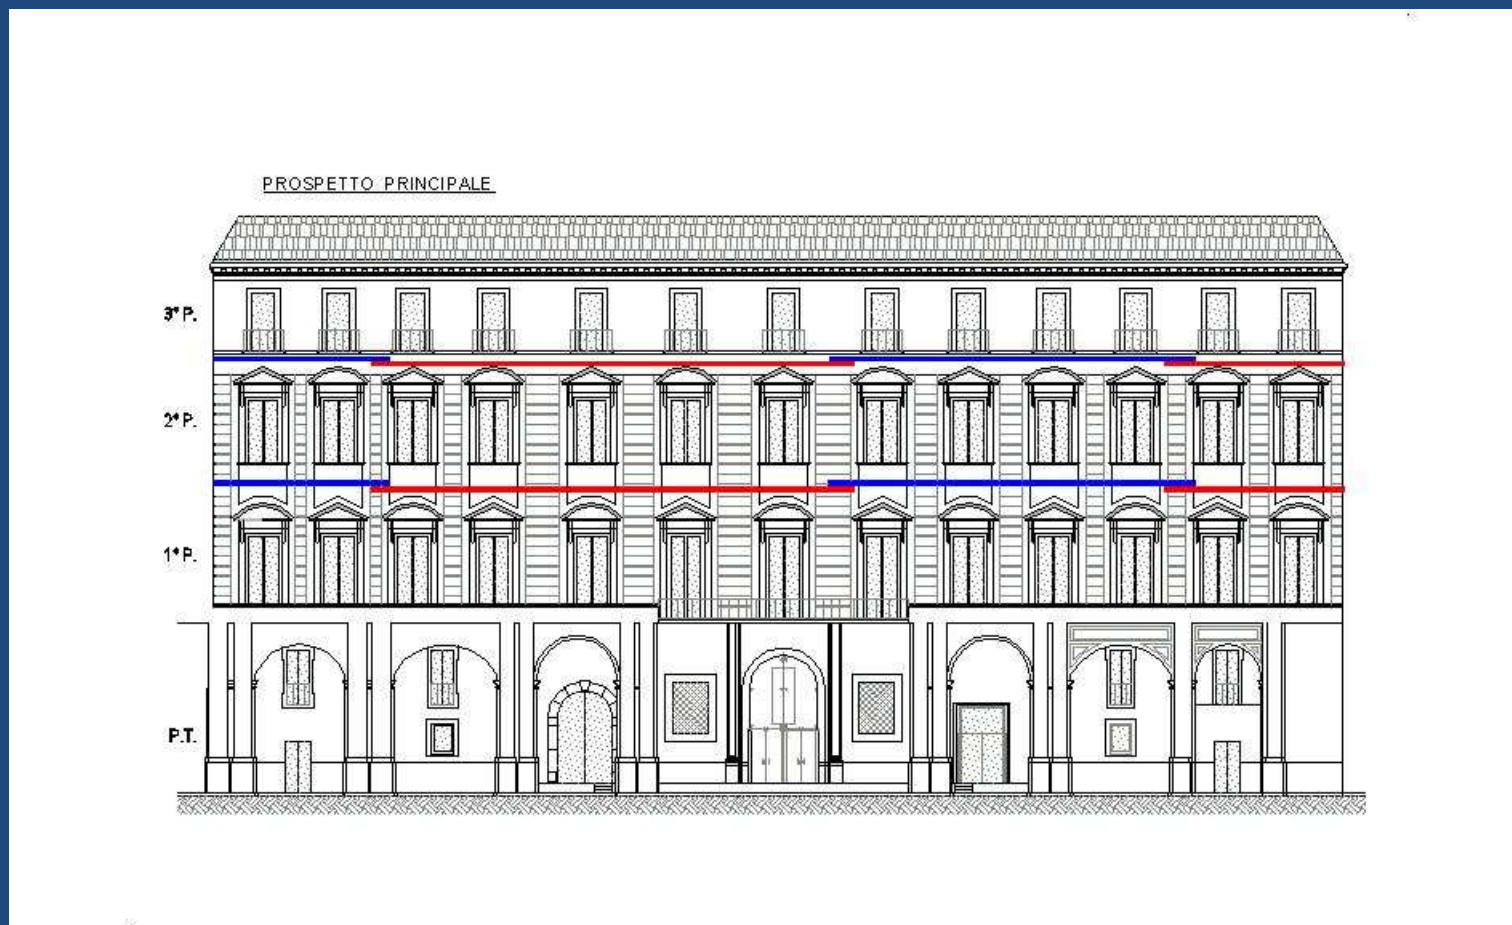 PROSPETTO PRINCIPALE
3° P.
2° P.
1° P.
P.T.